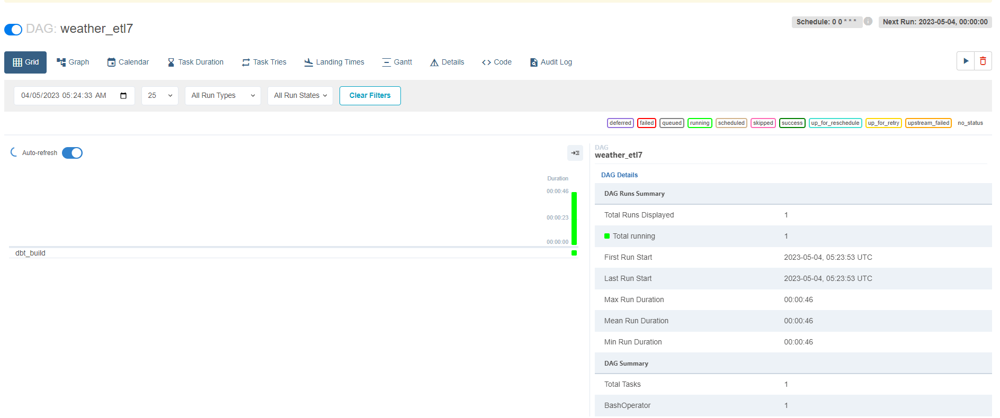 DAG: weather_etl7
Schedule: 0 0 * * *
Next Run: 2023-05-04, 00:00:00
Grid
Graph
Calendar
Task Duration
Task Tries
Landing Times
Gantt
Details
Code
Audit Log
04/05/2023 05:24:33 AM
25
All Run Types
All Run States
Clear Filters
deferred
failed
queued
running
scheduled
skipped
success
up_for_reschedule
up_for_retry
upstream_failed
no_status
Auto-refresh
Duration
00:00:46
00:00:23
00:00:00
dbt_build
DAG
weather_etl7
DAG Details
DAG Runs Summary
Total Runs Displayed 1
Total running 1
First Run Start 2023-05-04, 05:23:53 UTC
Last Run Start 2023-05-04, 05:23:53 UTC
Max Run Duration 00:00:46
Mean Run Duration 00:00:46
Min Run Duration 00:00:46
DAG Summary
Total Tasks 1
BashOperator 1